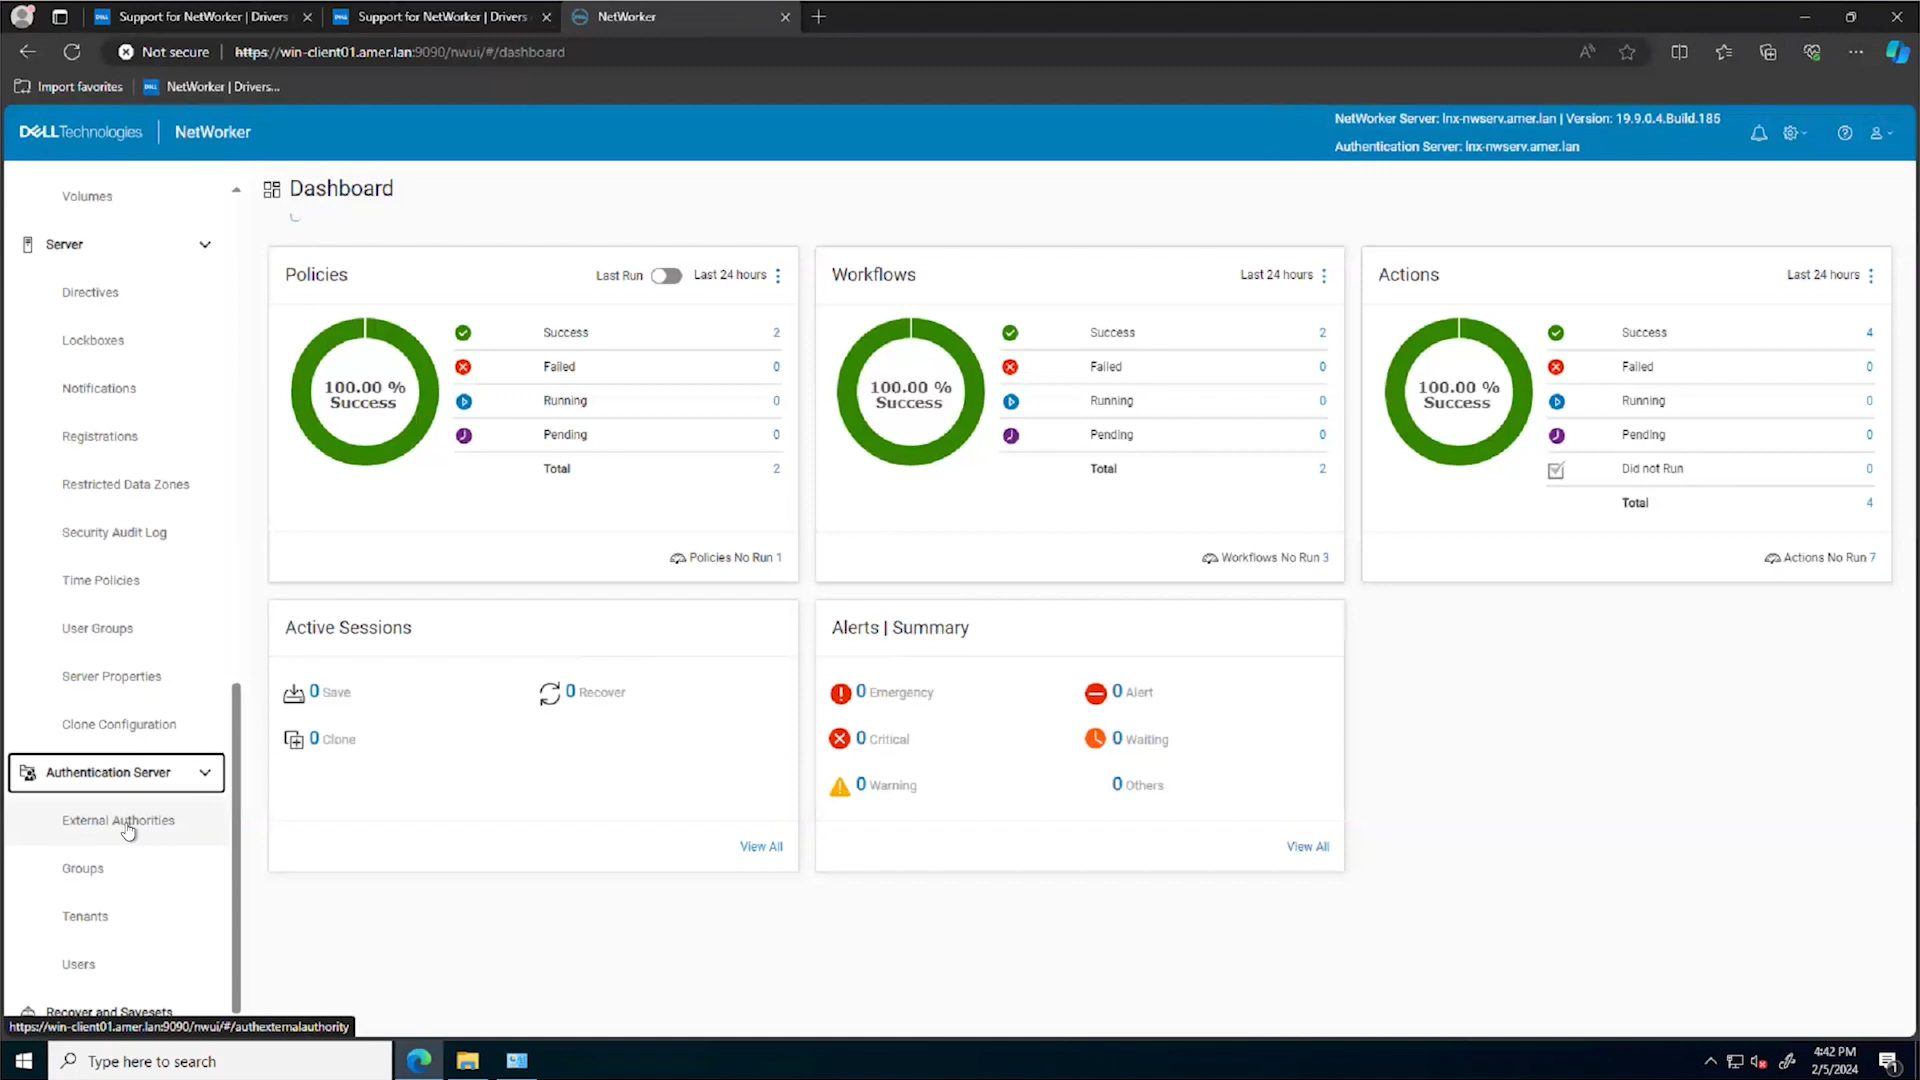 Support for NetWorker | Drivers
Support for NetWorker | Drivers
NetWorker
Not secure
https://win-client01.amer.lan:9090/nwui/#/dashboard
Import favorites
NetWorker | Drivers...
DELLTechnologies
NetWorker
NetWorker Server: lnx-nwserv.amer.lan | Version: 19.9.0.4.Build.185
Authentication Server: lnx-nwserv.amer.lan
Volumes
Server
Directives
Lockboxes
Notifications
Registrations
Restricted Data Zones
Security Audit Log
Time Policies
User Groups
Server Properties
Clone Configuration
Authentication Server
External Authorities
Groups
Tenants
Users
Recover and Savesets
https://win-client01.amer.lan:9090/nwui/#/authexternalauthority
Dashboard
Policies
Last Run
Last 24 hours
100.00 %
Success
Success 2
Failed 0
Running 0
Pending 0
Total 2
Policies No Run 1
Workflows
Last 24 hours
100.00 %
Success
Success 2
Failed 0
Running 0
Pending 0
Total 2
Workflows No Run 3
Actions
Last 24 hours
100.00 %
Success
Success 4
Failed 0
Running 0
Pending 0
Did not Run 0
Total 4
Actions No Run 7
Active Sessions
0 Save
0 Recover
0 Clone
View All
Alerts | Summary
0 Emergency
0 Alert
0 Critical
0 Waiting
0 Warning
0 Others
View All
Type here to search
4:42 PM
2/5/2024
1